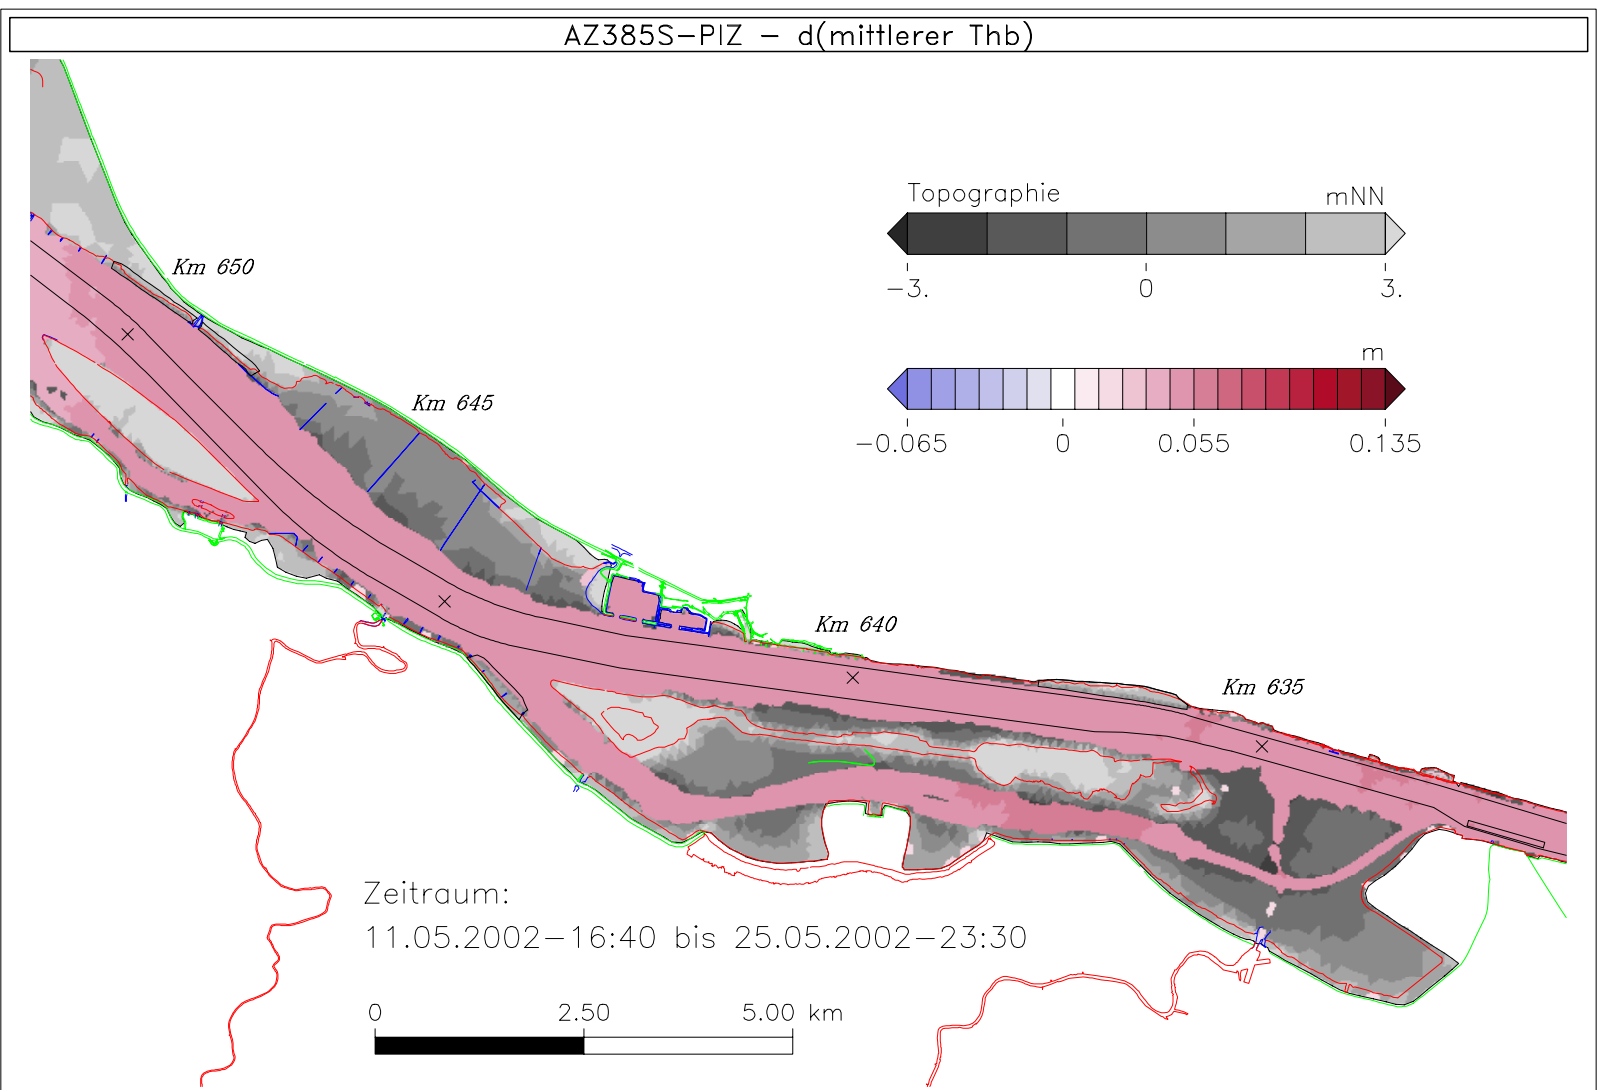 AZ385S-PIZ - d(mittlerer Thb)
Topographie mNN
-3. 0 3.
m
-0.065 0 0.055 0.135
Km 650
Km 645
Km 640
Km 635
Zeitraum:
11.05.2002-16:40 bis 25.05.2002-23:30
0 2.50 5.00 km